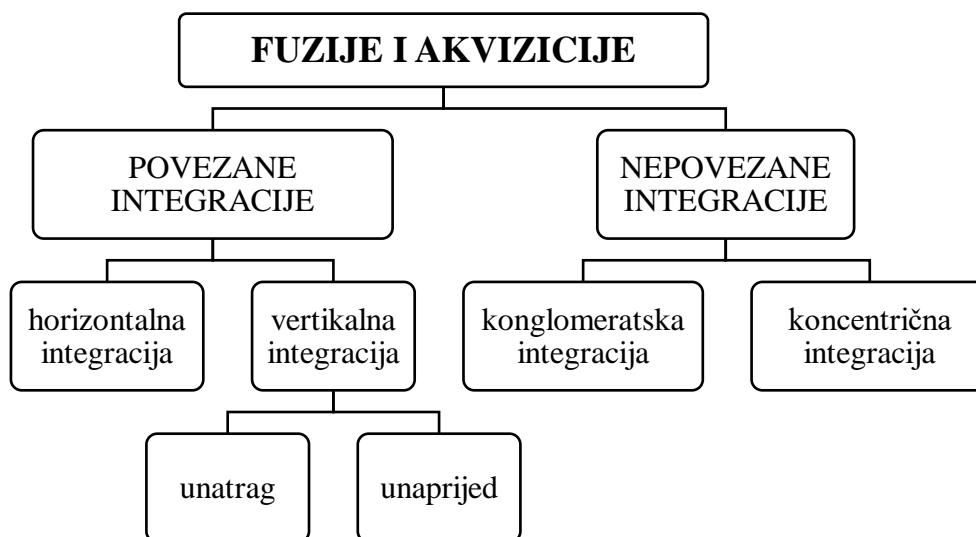 FUZIJE I AKVIZICIJE
POVEZANE
INTEGRACIJE
NEPOVEZANE
INTEGRACIJE
horizontalna
integracija
vertikalna
integracija
konglomeratska
integracija
koncentrična
integracija
unatrag
unaprijed